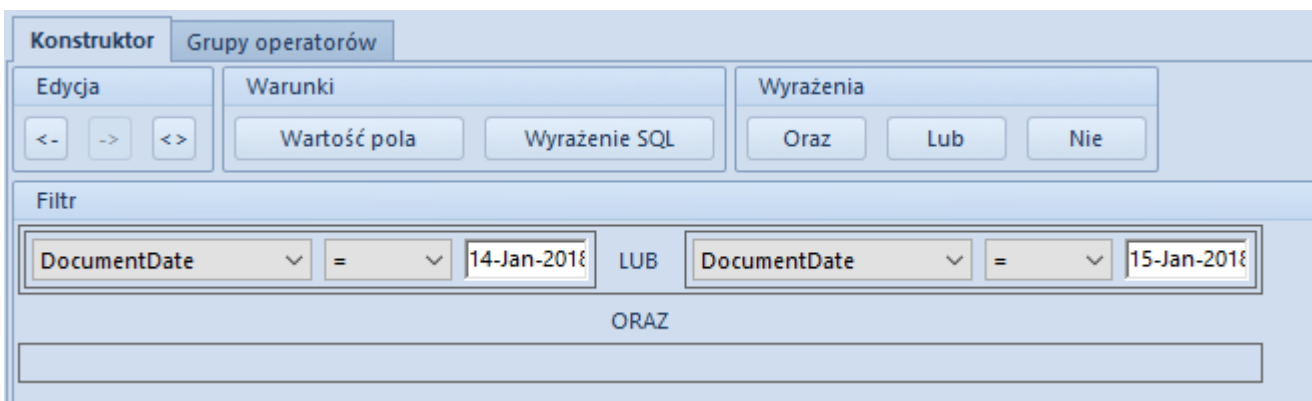 Konstruktor Grupy operatorów
Edycja Warunki Wyrażenia
<- -> <> Wartość pola Wyrażenie SQL Oraz Lub Nie
Filtr
DocumentDate = 14-Jan-2018 LUB DocumentDate = 15-Jan-2018
ORAZ